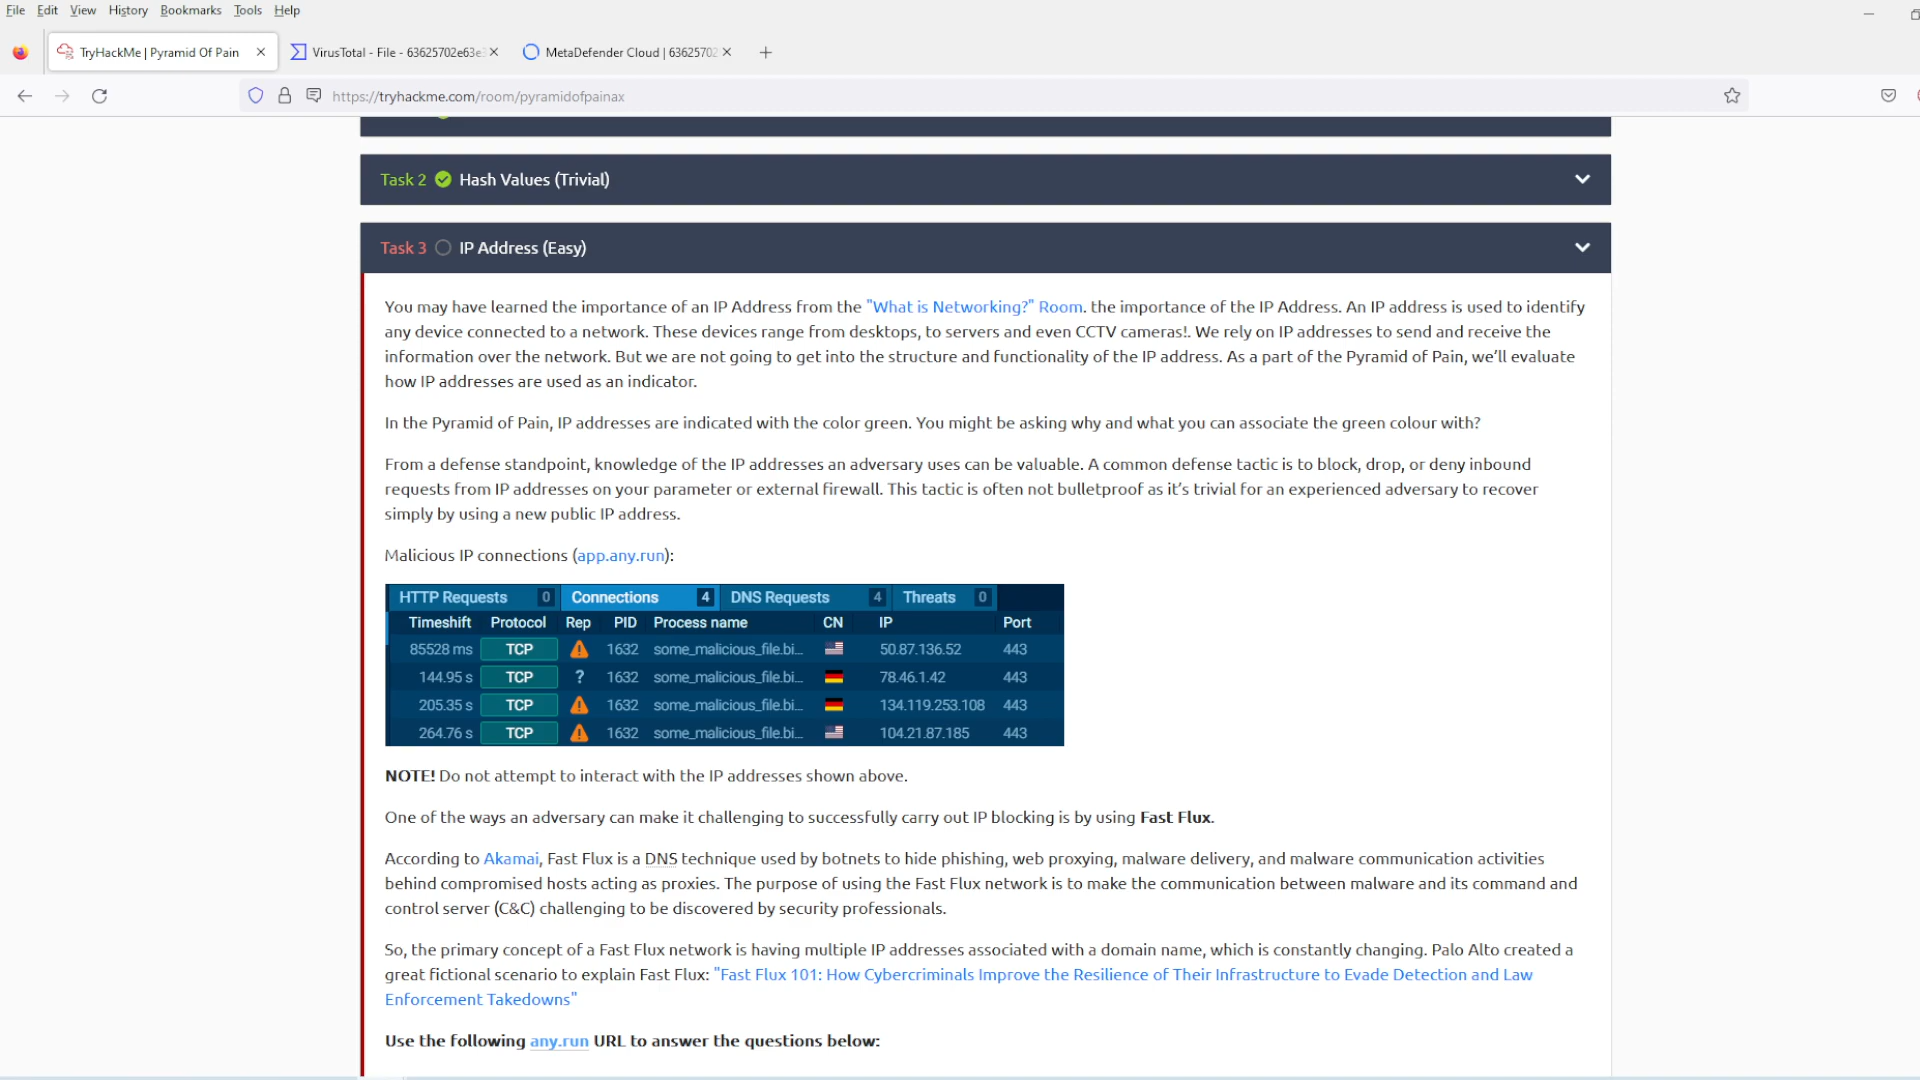 File Edit View History Bookmarks Tools Help
TryHackMe | Pyramid Of Pain
VirusTotal - File - 63625702e63e
MetaDefender Cloud | 63625702
https://tryhackme.com/room/pyramidofpainax
Task 2 Hash Values (Trivial)
Task 3 IP Address (Easy)
You may have learned the importance of an IP Address from the "What is Networking?" Room. the importance of the IP Address. An IP address is used to identify
any device connected to a network. These devices range from desktops, to servers and even CCTV cameras!. We rely on IP addresses to send and receive the
information over the network. But we are not going to get into the structure and functionality of the IP address. As a part of the Pyramid of Pain, we'll evaluate
how IP addresses are used as an indicator.
In the Pyramid of Pain, IP addresses are indicated with the color green. You might be asking why and what you can associate the green colour with?
From a defense standpoint, knowledge of the IP addresses an adversary uses can be valuable. A common defense tactic is to block, drop, or deny inbound
requests from IP addresses on your parameter or external firewall. This tactic is often not bulletproof as it's trivial for an experienced adversary to recover
simply by using a new public IP address.
Malicious IP connections (app.any.run):
HTTP Requests 0 Connections 4 DNS Requests 4 Threats 0
Timeshift Protocol Rep PID Process name CN IP Port
85528 ms TCP 1632 some_malicious_file.bi... 50.87.136.52 443
144.95 s TCP ? 1632 some_malicious_file.bi... 78.46.1.42 443
205.35 s TCP 1632 some_malicious_file.bi... 134.119.253.108 443
264.76 s TCP 1632 some_malicious_file.bi... 104.21.87.185 443
NOTE! Do not attempt to interact with the IP addresses shown above.
One of the ways an adversary can make it challenging to successfully carry out IP blocking is by using Fast Flux.
According to Akamai, Fast Flux is a DNS technique used by botnets to hide phishing, web proxying, malware delivery, and malware communication activities
behind compromised hosts acting as proxies. The purpose of using the Fast Flux network is to make the communication between malware and its command and
control server (C&C) challenging to be discovered by security professionals.
So, the primary concept of a Fast Flux network is having multiple IP addresses associated with a domain name, which is constantly changing. Palo Alto created a
great fictional scenario to explain Fast Flux: "Fast Flux 101: How Cybercriminals Improve the Resilience of Their Infrastructure to Evade Detection and Law
Enforcement Takedowns"
Use the following any.run URL to answer the questions below: